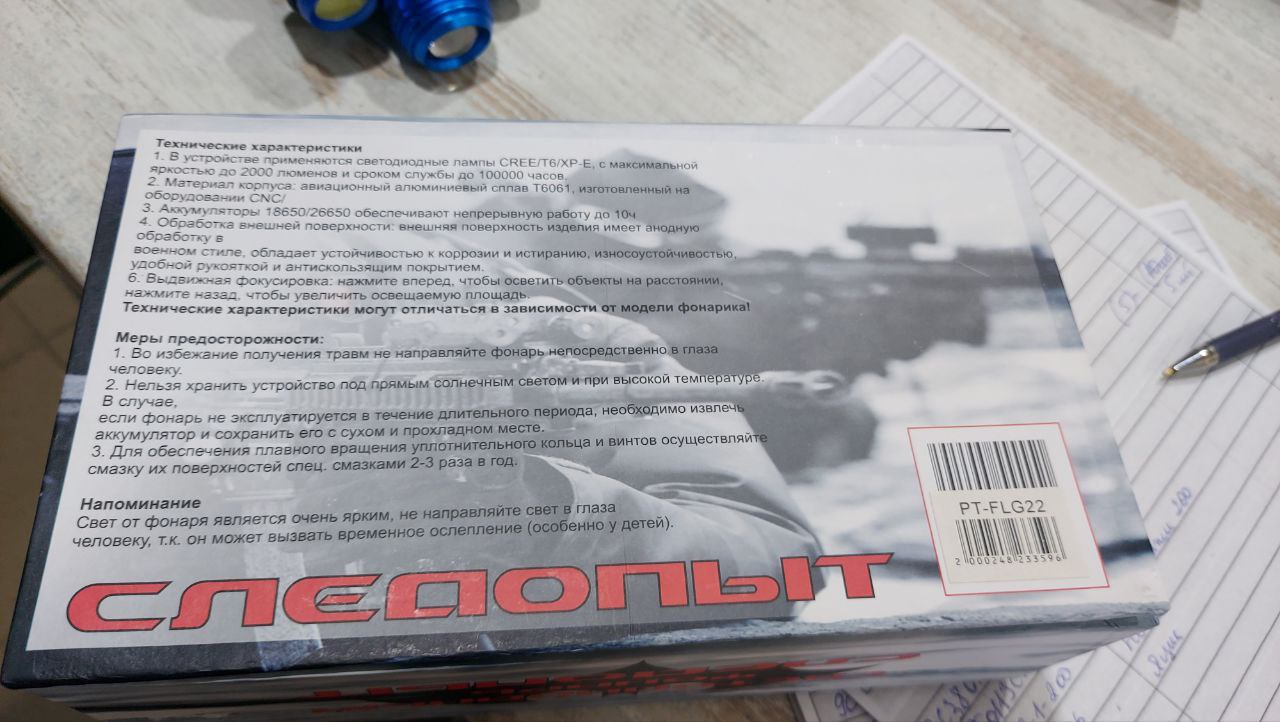 Технические характеристики
1. В устройстве применяются светодиодные лампы CREE/T6/XP-E, с максимальной
яркостью до 2000 люменов и сроком службы до 100000 часов.
2. Материал корпуса: авиационный алюминиевый сплав T6061, изготовленный на
оборудовании CNC/
3. Аккумуляторы 18650/26650 обеспечивают непрерывную работу до 10ч
4. Обработка внешней поверхности: внешняя поверхность изделия имеет анодную
обработку в
военном стиле, обладает устойчивостью к коррозии и истиранию, износоустойчивостью,
удобной рукояткой и антискользящим покрытием.
6. Выдвижная фокусировка: нажмите вперед, чтобы осветить объекты на расстоянии,
нажмите назад, чтобы увеличить освещаемую площадь.
Технические характеристики могут отличаться в зависимости от модели фонарика!
Меры предосторожности:
1. Во избежание получения травм не направляйте фонарь непосредственно в глаза
человеку.
2. Нельзя хранить устройство под прямым солнечным светом и при высокой температуре.
В случае,
если фонарь не эксплуатируется в течение длительного периода, необходимо извлечь
аккумулятор и сохранить его с сухом и прохладном месте.
3. Для обеспечения плавного вращения уплотнительного кольца и винтов осуществляйте
смазку их поверхностей спец. смазками 2-3 раза в год.
Напоминание
Свет от фонаря является очень ярким, не направляйте свет в глаза
человеку, т.к. он может вызвать временное ослепление (особенно у детей).
PT-FLG22
2 000248 233596
СЛЕДОПЫТ